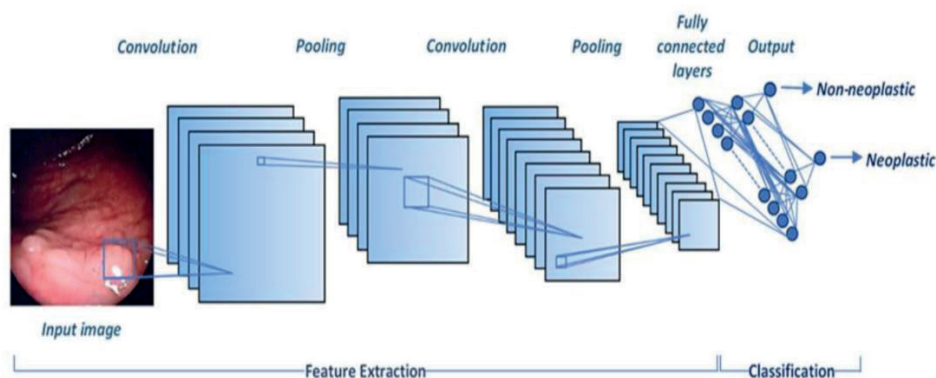 Convolution
Pooling
Convolution
Pooling
Fully
connected
layers
Output
Non-neoplastic
Neoplastic
Input image
Feature Extraction
Classification